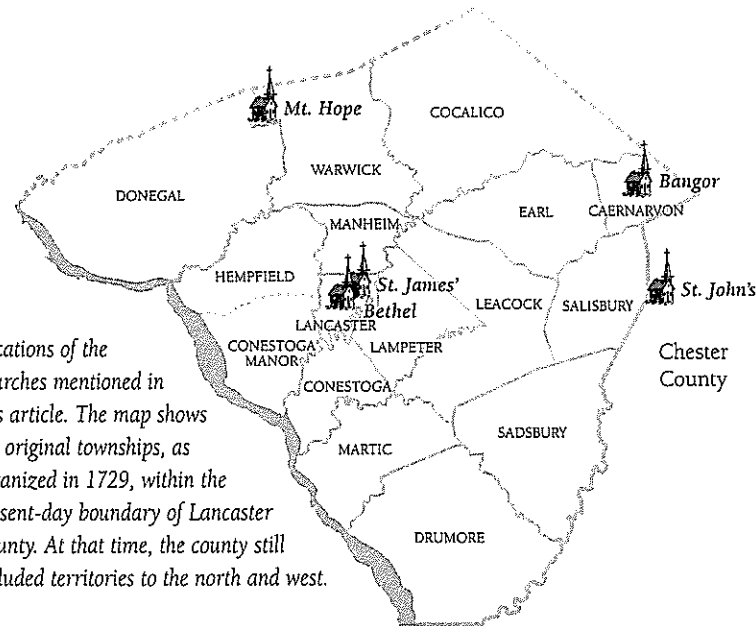 Mt. Hope
COCALICO
WARWICK
DONEGAL
Bangor
EARL
CAERNARVON
MANHEIM
HEMPFIELD
St. James'
Bethel
LEACOCK
SALISBURY
St. John's
LANCASTER
CONESTOGA
MANOR
LAMPETER
Chester
County
CONESTOGA
MARTIC
SADSBURY
DRUMORE
cations of the
rches mentioned in
s article. The map shows
original townships, as
anized in 1729, within the
sent-day boundary of Lancaster
unty. At that time, the county still
luded territories to the north and west.